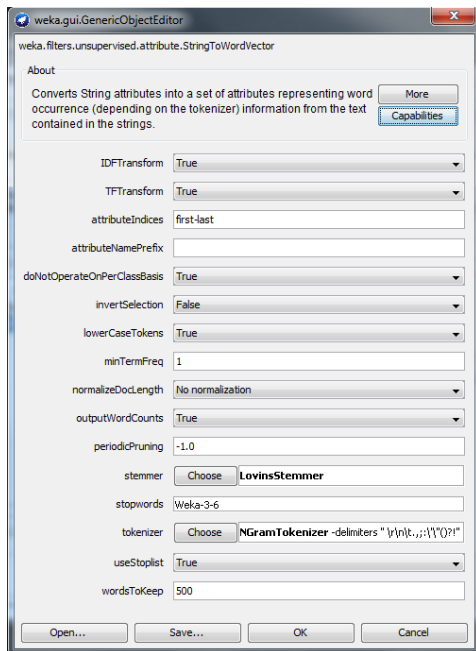 weka.gui.GenericObjectEditor
weka.filters.unsupervised.attribute.StringToWordVector
About
Converts String attributes into a set of attributes representing word
occurrence (depending on the tokenizer) information from the text
contained in the strings.
More
Capabilities
IDFTransform True
TFTransform True
attributeIndices first-last
attributeNamePrefix
doNotOperateOnPerClassBasis True
invertSelection False
lowerCaseTokens True
minTermFreq 1
normalizeDocLength No normalization
outputWordCounts True
periodicPruning -1.0
stemmer Choose LovinsStemmer
stopwords Weka-3-6
tokenizer Choose NGramTokenizer -delimiters " \r\n\t.,;:\'\"()?!"
useStoplist True
wordsToKeep 500
Open... Save... OK Cancel